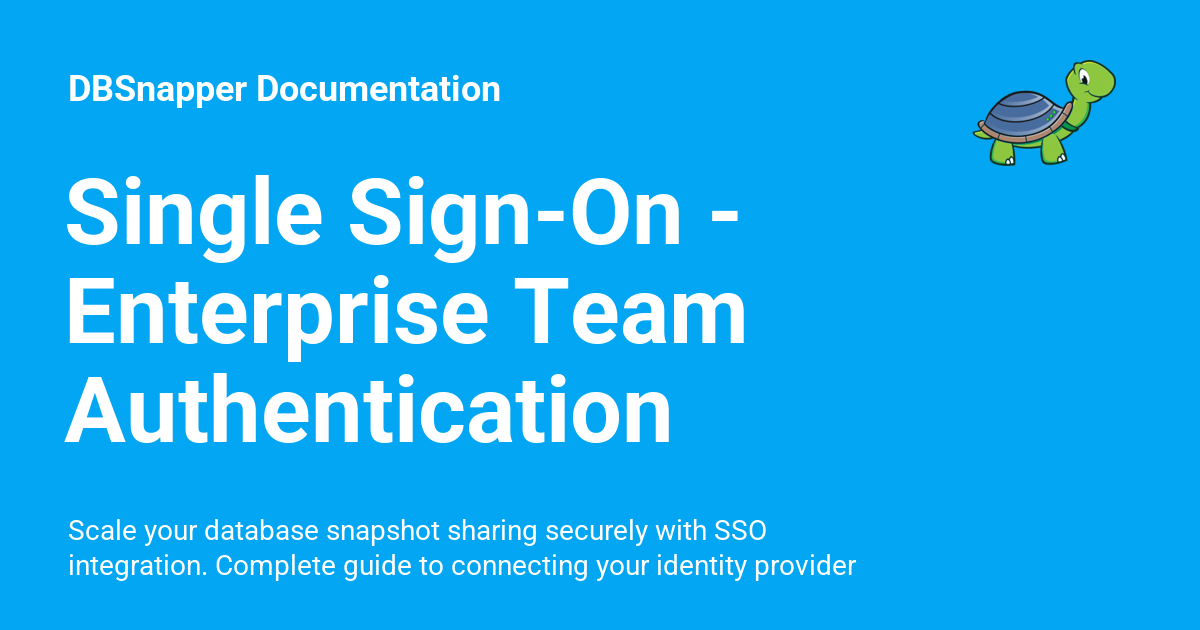 DBSnapper Documentation
Single Sign-On -
Enterprise Team
Authentication
Scale your database snapshot sharing securely with SSO
integration. Complete guide to connecting your identity provider